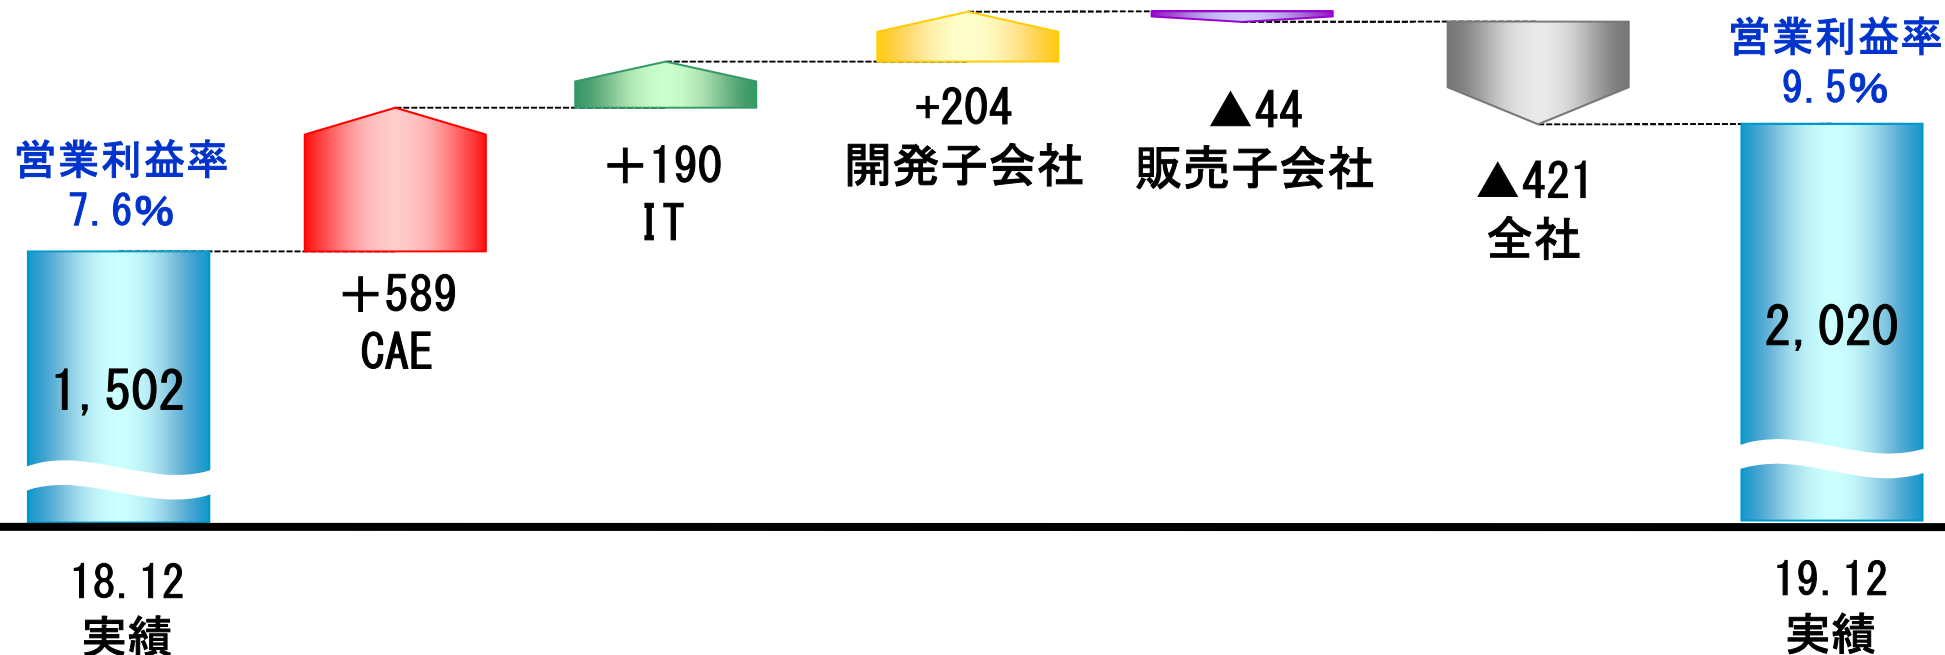 営業利益率
7.6%
1,502
18.12
実績
＋589
CAE
＋190
IT
+204
開発子会社
▲44
販売子会社
▲421
全社
営業利益率
9.5%
2,020
19.12
実績